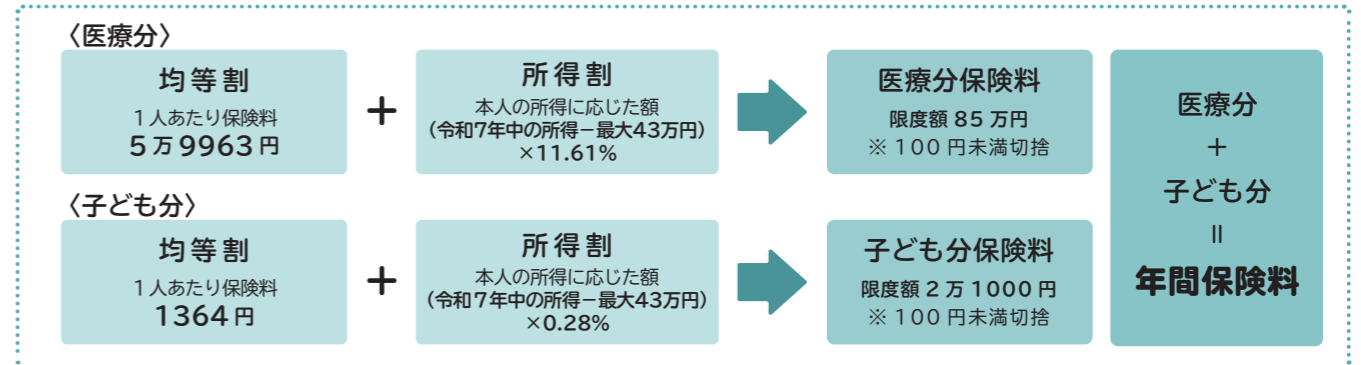 〈医療分〉
均等割
1人あたり保険料
5万9963円
＋
所得割
本人の所得に応じた額
（令和7年中の所得－最大43万円）
×11.61%
医療分保険料
限度額 85 万円
※ 100 円未満切捨
〈子ども分〉
均等割
1人あたり保険料
1364円
＋
所得割
本人の所得に応じた額
（令和7年中の所得－最大43万円）
×0.28%
子ども分保険料
限度額 2 万 1000 円
※ 100 円未満切捨
医療分
＋
子ども分
＝
年間保険料